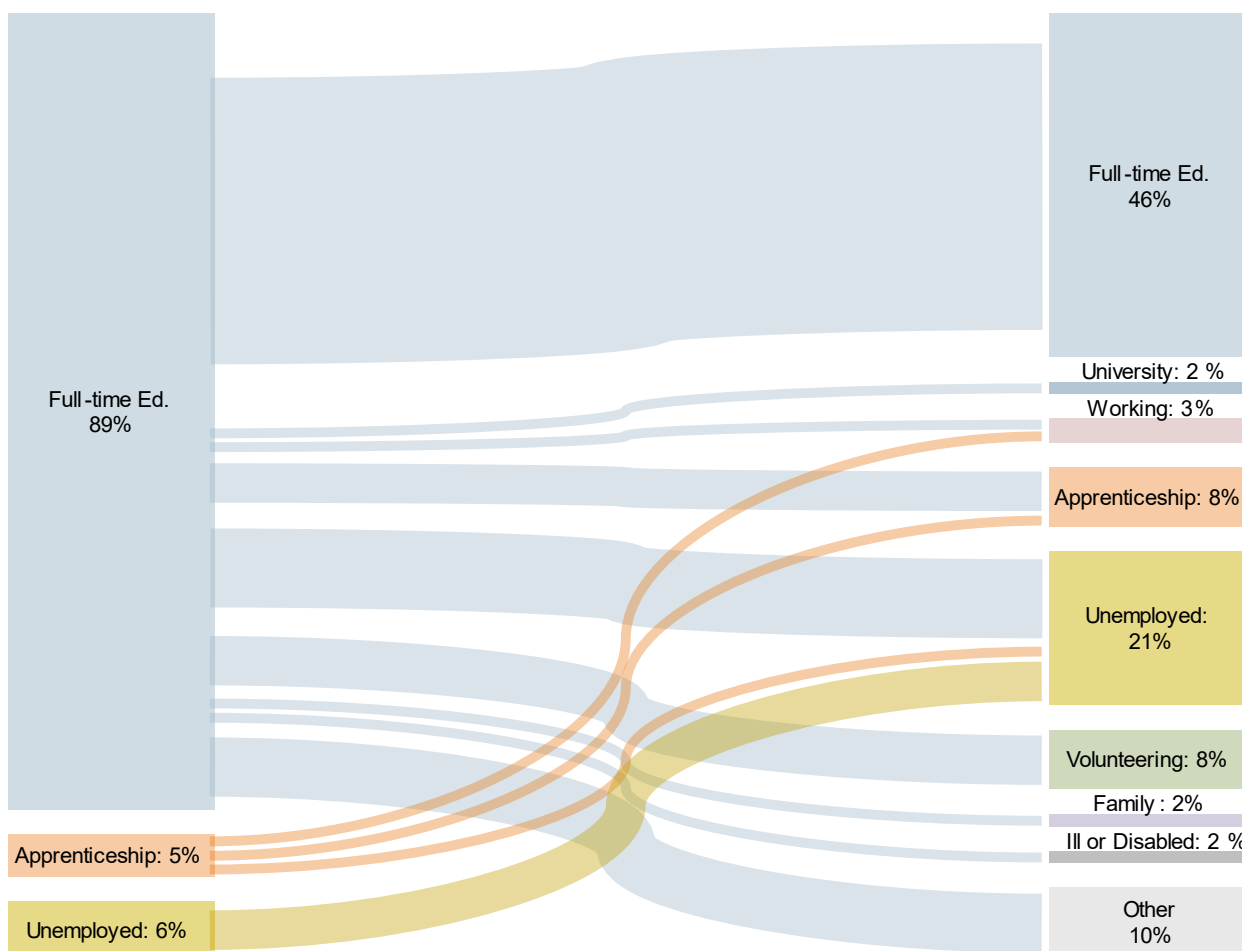 Full-time Ed.
89%
Apprenticeship: 5%
Unemployed: 6%
Full-time Ed.
46%
University: 2 %
Working: 3%
Apprenticeship: 8%
Unemployed:
21%
Volunteering: 8%
Family : 2%
Ill or Disabled: 2 %
Other
10%